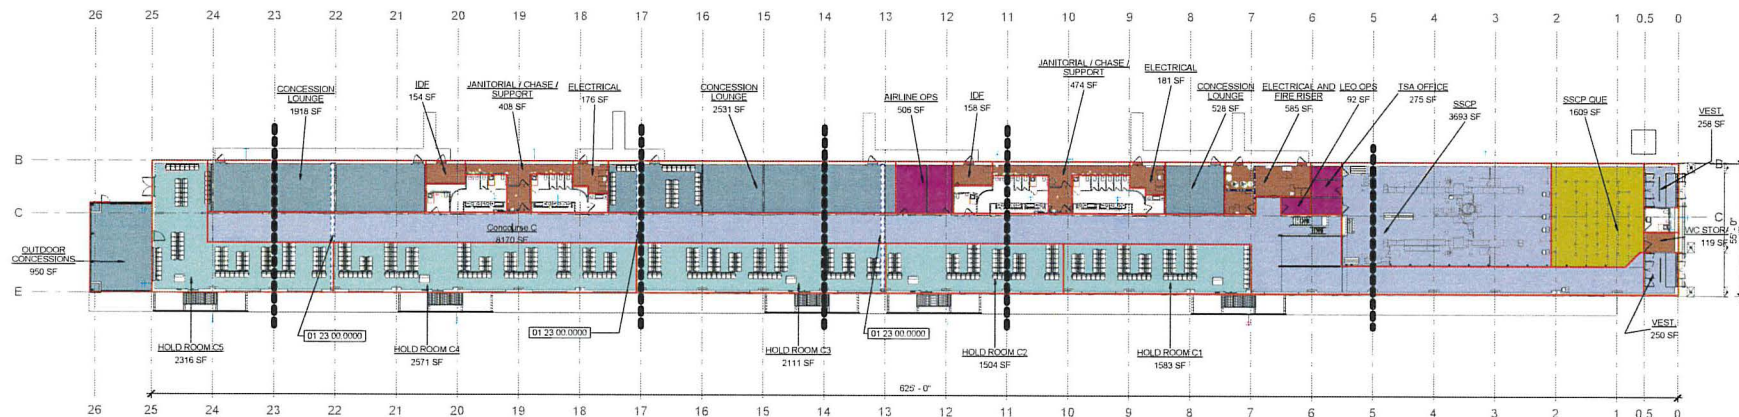 26 25 24 23 22 21 20 19 18 17 16 15 14 13 12 11 10 9 8 7 6 5 4 3 2 1 0.5 0
JANITORIAL / CHASE /
SUPPORT
474 SF
ELECTRICAL
181 SF
CONCESSION
LOUNGE
1918 SF
IDF
154 SF
JANITORIAL / CHASE /
SUPPORT
408 SF
ELECTRICAL
176 SF
CONCESSION
LOUNGE
2531 SF
AIRLINE OPS
506 SF
IDF
158 SF
CONCESSION
LOUNGE
528 SF
ELECTRICAL AND
FIRE RISER
585 SF
LEO OPS
92 SF
TSA OFFICE
275 SF
SSCP
3693 SF
SSCP QUE
1609 SF
VEST.
258 SF
B
C
Concourse C
8170 SF
C
WC STOR
119 SF
55' - 0"
OUTDOOR
CONCESSIONS
950 SF
E
01 23 00.0000
01 23 00.0000
01 23 00.0000
VEST.
250 SF
HOLD ROOM C5
2316 SF
HOLD ROOM C4
2571 SF
HOLD ROOM C3
2111 SF
HOLD ROOM C2
1504 SF
HOLD ROOM C1
1583 SF
625' - 0"
26 25 24 23 22 21 20 19 18 17 16 15 14 13 12 11 10 9 8 7 6 5 4 3 2 1 0.5 0